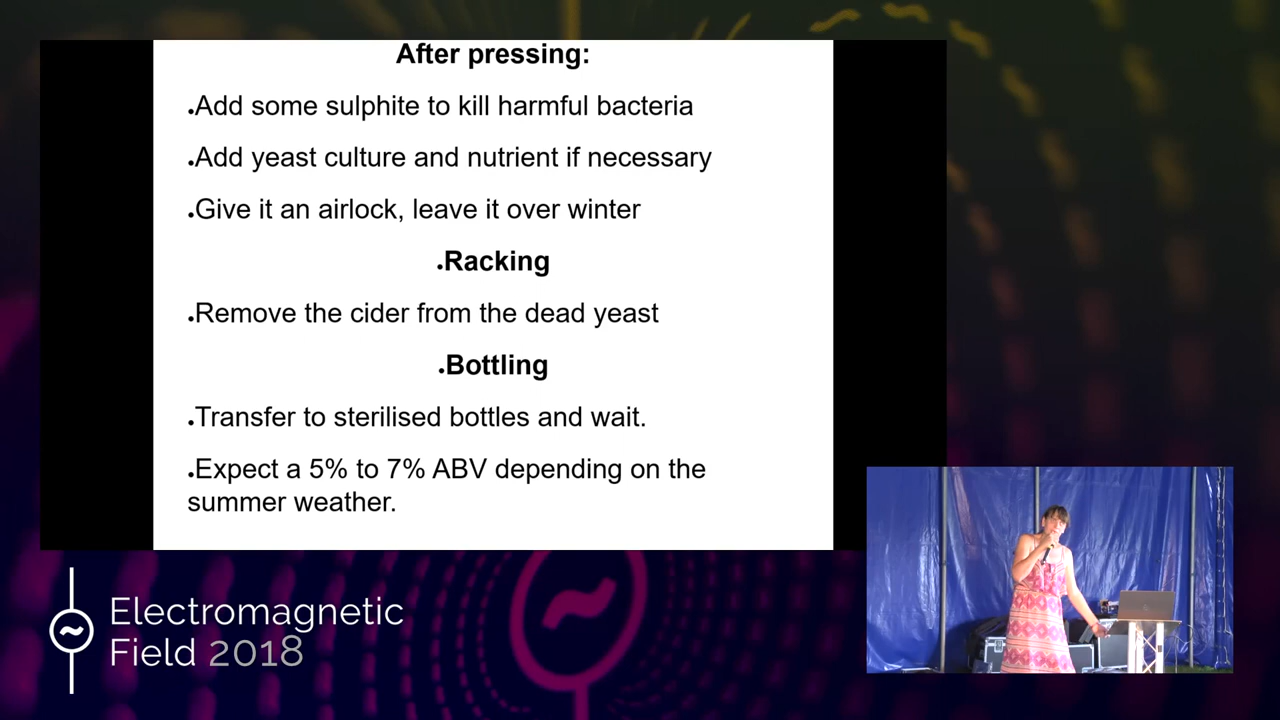 After pressing:
.Add some sulphite to kill harmful bacteria
.Add yeast culture and nutrient if necessary
.Give it an airlock, leave it over winter
.Racking
.Remove the cider from the dead yeast
.Bottling
.Transfer to sterilised bottles and wait.
.Expect a 5% to 7% ABV depending on the
summer weather.
Electromagnetic
Field 2018